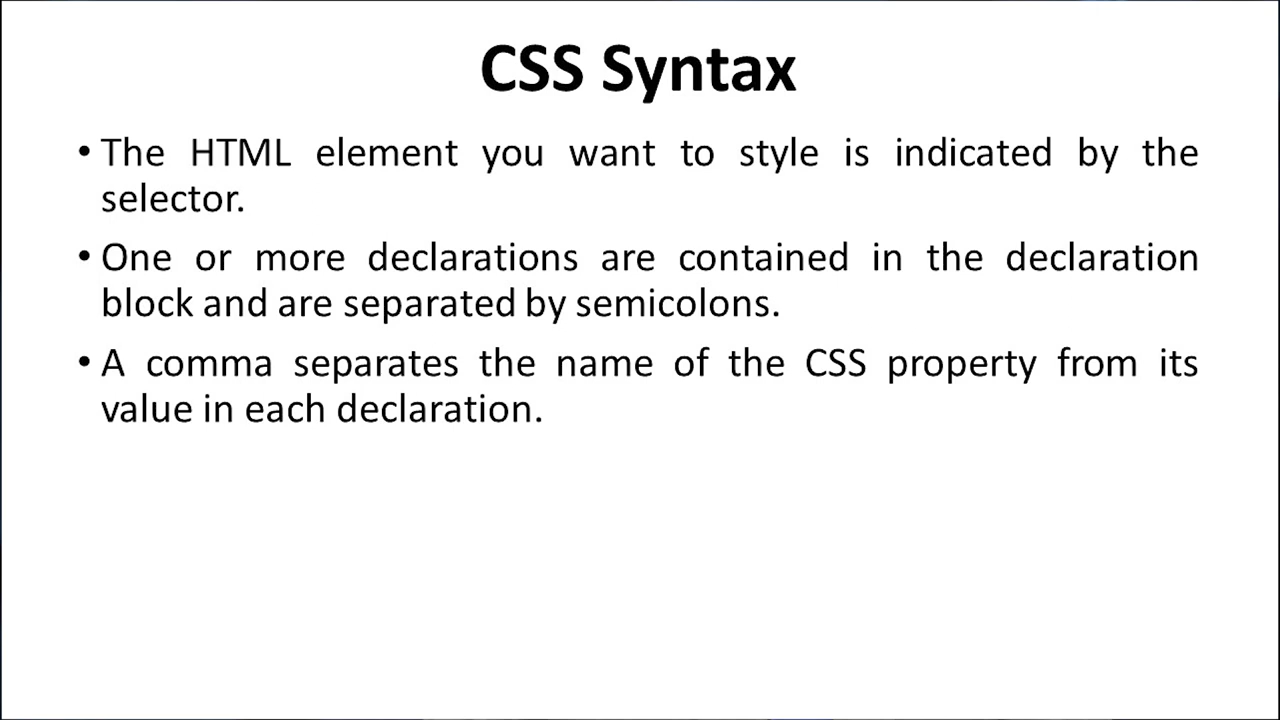 CSS Syntax
• The HTML element you want to style is indicated by the
selector.
• One or more declarations are contained in the declaration
block and are separated by semicolons.
• A comma separates the name of the CSS property from its
value in each declaration.